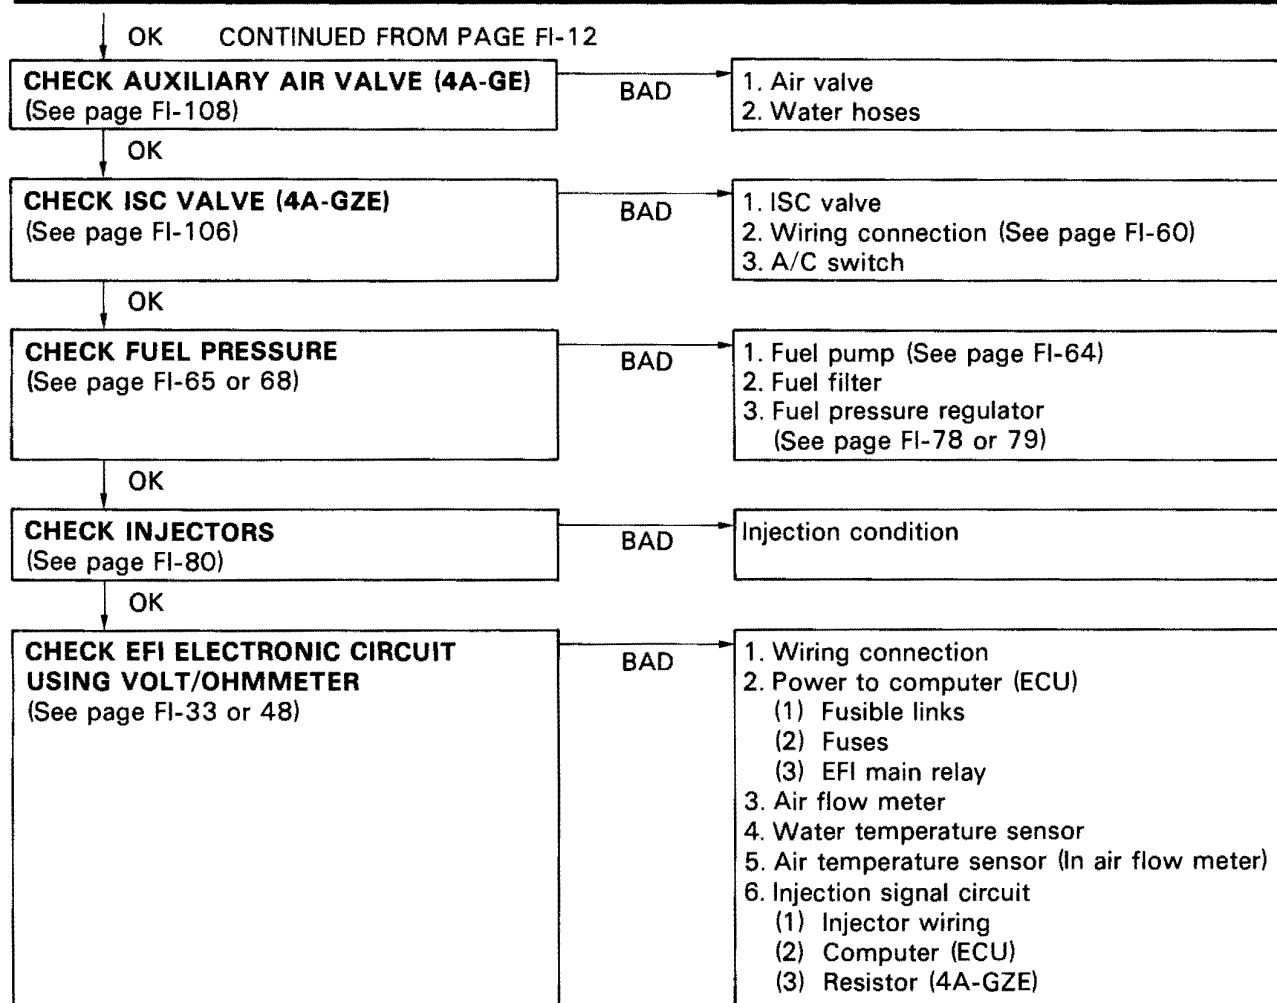 OK CONTINUED FROM PAGE FI-12
CHECK AUXILIARY AIR VALVE (4A-GE)
(See page FI-108)
BAD
1. Air valve
2. Water hoses
OK
CHECK ISC VALVE (4A-GZE)
(See page FI-106)
BAD
1. ISC valve
2. Wiring connection (See page FI-60)
3. A/C switch
OK
CHECK FUEL PRESSURE
(See page FI-65 or 68)
BAD
1. Fuel pump (See page FI-64)
2. Fuel filter
3. Fuel pressure regulator
(See page FI-78 or 79)
OK
CHECK INJECTORS
(See page FI-80)
BAD
Injection condition
OK
CHECK EFI ELECTRONIC CIRCUIT
USING VOLT/OHMMETER
(See page FI-33 or 48)
BAD
1. Wiring connection
2. Power to computer (ECU)
(1) Fusible links
(2) Fuses
(3) EFI main relay
3. Air flow meter
4. Water temperature sensor
5. Air temperature sensor (In air flow meter)
6. Injection signal circuit
(1) Injector wiring
(2) Computer (ECU)
(3) Resistor (4A-GZE)